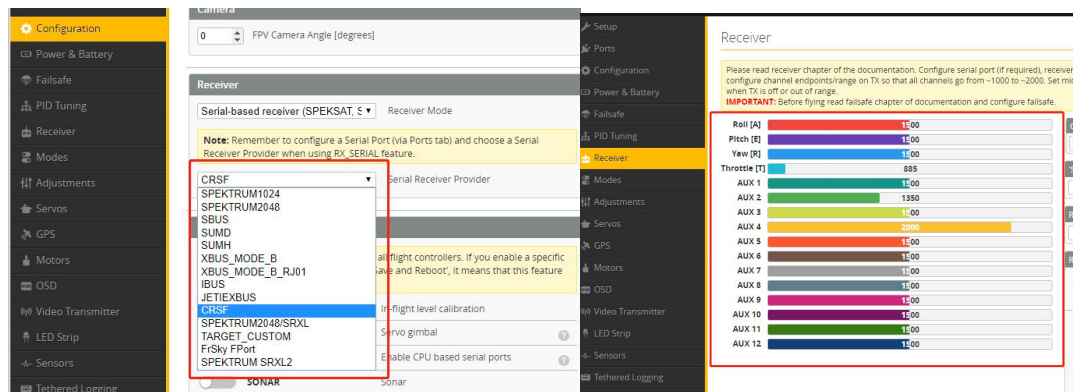 Configuration
Power & Battery
Failsafe
PID Tuning
Receiver
Modes
Adjustments
Servos
GPS
Motors
OSD
Video Transmitter
LED Strip
Sensors
Tethered Logging
Camera
0 FPV Camera Angle [degrees]
Receiver
Serial-based receiver (SPEKSAT, S Receiver Mode
Note: Remember to configure a Serial Port (via Ports tab) and choose a Serial
Receiver Provider when using RX_SERIAL feature.
CRSF Serial Receiver Provider
SPEKTRUM1024
SPEKTRUM2048
SBUS
SUMD
SUMH
XBUS_MODE_B
XBUS_MODE_B_RJ01
IBUS
JETIEXBUS
CRSF
SPEKTRUM2048/SRXL
TARGET_CUSTOM
FrSky FPort
SPEKTRUM SRXL2
all flight controllers. If you enable a specific
ave and Reboot', it means that this feature
In-flight level calibration
Servo gimbal
Enable CPU based serial ports
SONAR Sonar
Setup
Ports
Configuration
Power & Battery
Failsafe
PID Tuning
Receiver
Modes
Adjustments
Servos
GPS
Motors
OSD
Video Transmitter
LED Strip
Sensors
Tethered Logging
Receiver
Please read receiver chapter of the documentation. Configure serial port (if required), receiver
configure channel endpoints/range on TX so that all channels go from ~1000 to ~2000. Set mi
when TX is off or out of range.
IMPORTANT: Before flying read failsafe chapter of documentation and configure failsafe.
Roll [A] 1500
Pitch [E] 1500
Yaw [R] 1500
Throttle [T] 885
AUX 1 1500
AUX 2 1350
AUX 3 1500
AUX 4 2000
AUX 5 1500
AUX 6 1500
AUX 7 1500
AUX 8 1500
AUX 9 1500
AUX 10 1500
AUX 11 1500
AUX 12 1500